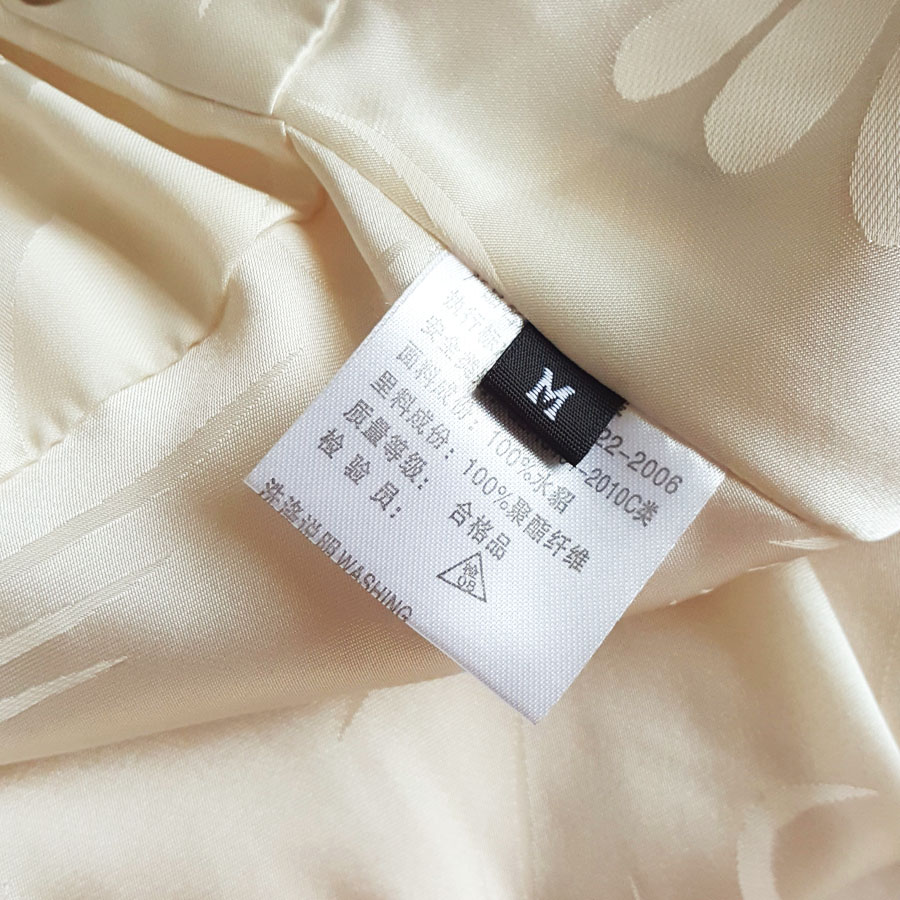 M
执行标
22-2006
安全类
-2010C类
面料成份: 100%水貂
里料成份: 100%聚酯纤维
质量等级: 合格品
检 验 员: 检 08
洗涤说明WASHING